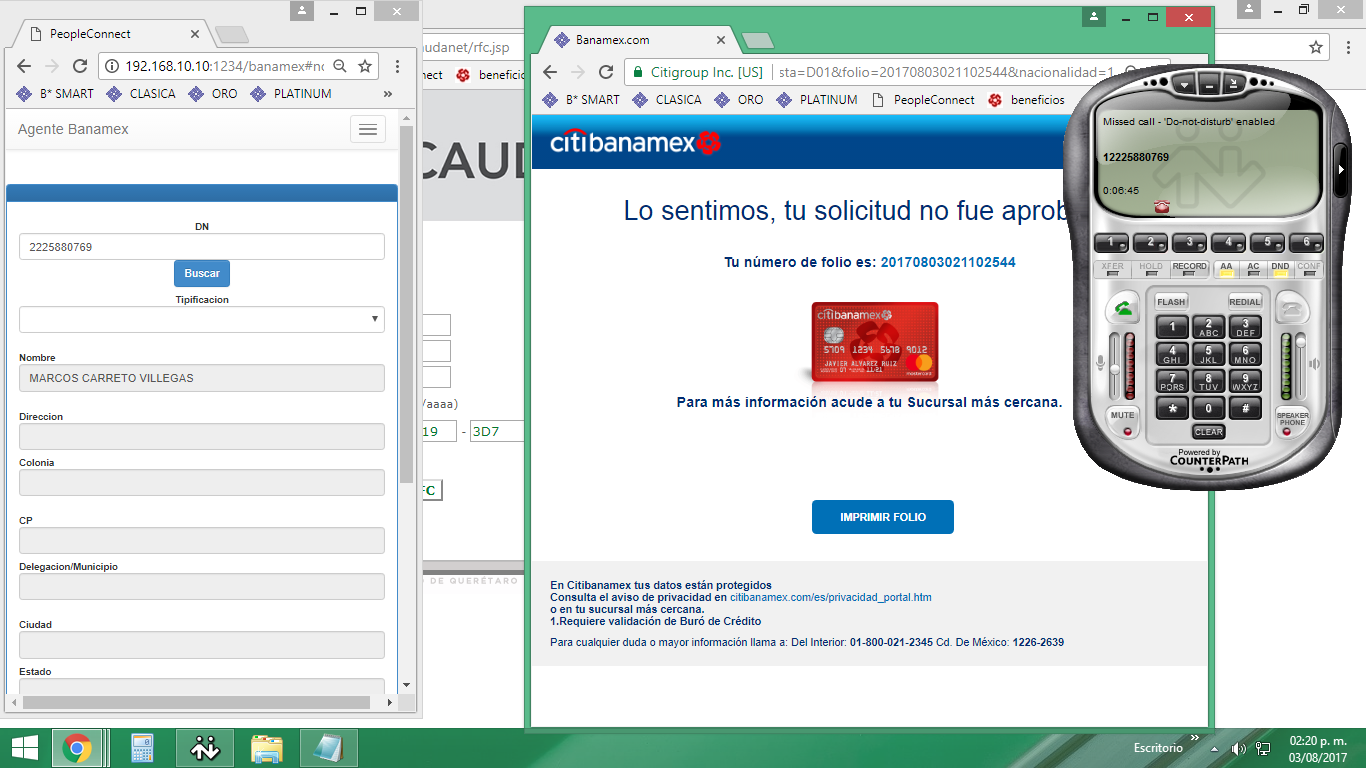 PeopleConnect
192.168.10.10:1234/banamex#no
B* SMART
CLASICA
ORO
PLATINUM
»
Agente Banamex
DN
2225880769
Buscar
Tipificacion
Nombre
MARCOS CARRETO VILLEGAS
Direccion
Colonia
CP
Delegacion/Municipio
Ciudad
Estado
audanet/rfc.jsp
nect
beneficio
CAUD
/aaaa)
19 - 3D7
FC
O DE QUERÉTARO
Banamex.com
Citigroup Inc. [US]
sta=D01&folio=20170803021102544&nacionalidad=1
B* SMART
CLASICA
ORO
PLATINUM
PeopleConnect
beneficios
citibanamex
Lo sentimos, tu solicitud no fue aprob
Tu número de folio es: 20170803021102544
citibanamex
5709 1234 5678 9012
JAVIER ALVAREZ RUIZ
mastercard
Para más información acude a tu Sucursal más cercana.
IMPRIMIR FOLIO
En Citibanamex tus datos están protegidos
Consulta el aviso de privacidad en citibanamex.com/es/privacidad_portal.htm
o en tu sucursal más cercana.
1.Requiere validación de Buró de Crédito
Para cualquier duda o mayor información llama a: Del Interior: 01-800-021-2345 Cd. De México: 1226-2639
Missed call - 'Do-not-disturb' enabled
12225880769
0:06:45
1 2 3 4 5 6
XFER HOLD RECORD AA AC DND CONF
FLASH REDIAL
1 2 ABC 3 DEF
4 GHI 5 JKL 6 MNO
7 PQRS 8 TUV 9 WXYZ
* 0 #
MUTE
CLEAR
SPEAKER PHONE
Powered by
COUNTERPATH
Escritorio
»
02:20 p. m.
03/08/2017